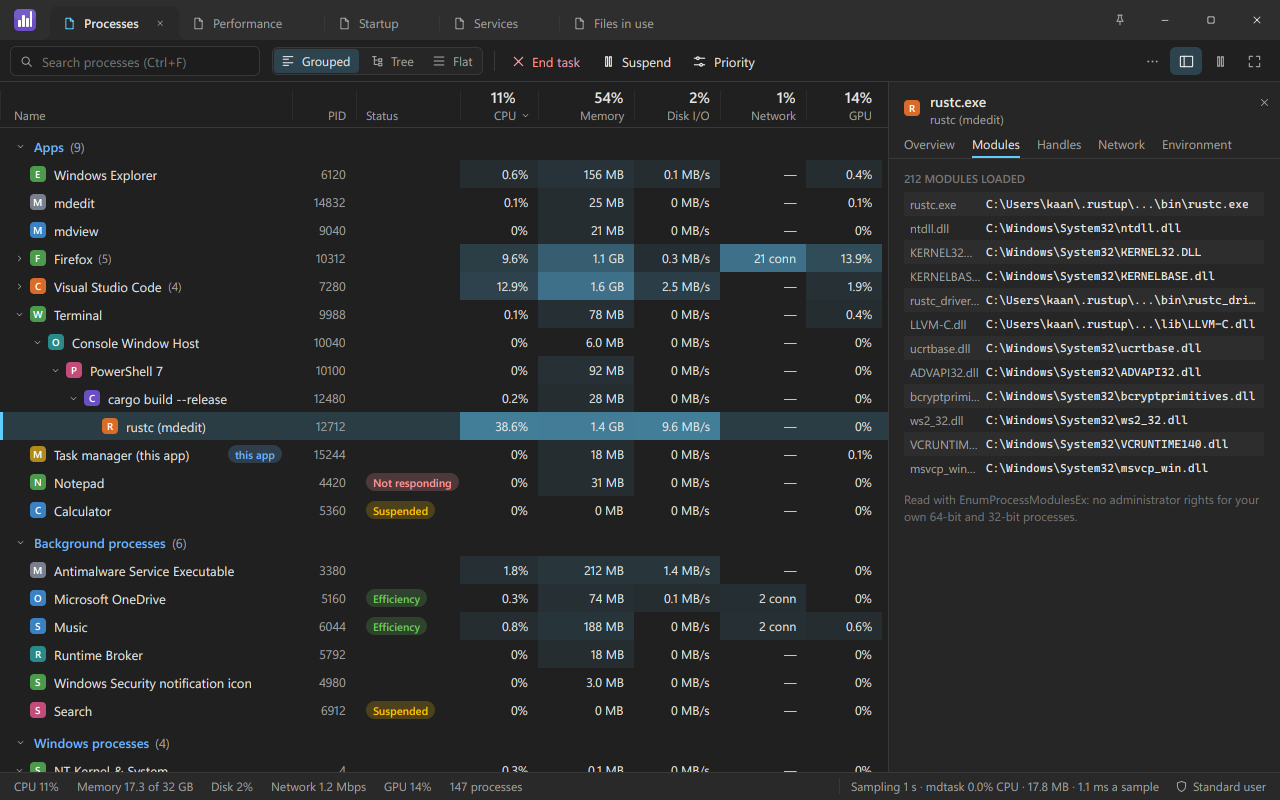 Processes × Performance Startup Services Files in use
Search processes (Ctrl+F) Grouped Tree Flat End task Suspend Priority
11% 54% 2% 1% 14%
Name PID Status CPU Memory Disk I/O Network GPU
Apps (9)
E Windows Explorer 6120 0.6% 156 MB 0.1 MB/s — 0.4%
M mdedit 14832 0.1% 25 MB 0 MB/s — 0.1%
M mdview 9040 0% 21 MB 0 MB/s — 0%
F Firefox (5) 10312 9.6% 1.1 GB 0.3 MB/s 21 conn 13.9%
C Visual Studio Code (4) 7280 12.9% 1.6 GB 2.5 MB/s — 1.9%
W Terminal 9988 0.1% 78 MB 0 MB/s — 0.4%
O Console Window Host 10040 0% 6.0 MB 0 MB/s — 0%
P PowerShell 7 10100 0% 92 MB 0 MB/s — 0%
C cargo build --release 12480 0.2% 28 MB 0 MB/s — 0%
R rustc (mdedit) 12712 38.6% 1.4 GB 9.6 MB/s — 0%
M Task manager (this app) this app 15244 0% 18 MB 0 MB/s — 0.1%
N Notepad 4420 Not responding 0% 31 MB 0 MB/s — 0%
C Calculator 5360 Suspended 0% 0 MB 0 MB/s — 0%
Background processes (6)
M Antimalware Service Executable 3380 1.8% 212 MB 1.4 MB/s — 0%
O Microsoft OneDrive 5160 Efficiency 0.3% 74 MB 0.1 MB/s 2 conn 0%
S Music 6044 Efficiency 0.8% 188 MB 0 MB/s 2 conn 0.6%
R Runtime Broker 5792 0% 18 MB 0 MB/s — 0%
S Windows Security notification icon 4980 0% 3.0 MB 0 MB/s — 0%
S Search 6912 Suspended 0% 0 MB 0 MB/s — 0%
Windows processes (4)
S NT Kernel & System 4 0.3% 0.1 MB 0 MB/s — 0%
R rustc.exe
rustc (mdedit)
Overview Modules Handles Network Environment
212 MODULES LOADED
rustc.exe C:\Users\kaan\.rustup\...\bin\rustc.exe
ntdll.dll C:\Windows\System32\ntdll.dll
KERNEL32... C:\Windows\System32\KERNEL32.DLL
KERNELBAS... C:\Windows\System32\KERNELBASE.dll
rustc_driver... C:\Users\kaan\.rustup\...\bin\rustc_dri...
LLVM-C.dll C:\Users\kaan\.rustup\...\lib\LLVM-C.dll
ucrtbase.dll C:\Windows\System32\ucrtbase.dll
ADVAPI32.dll C:\Windows\System32\ADVAPI32.dll
bcryptprimi... C:\Windows\System32\bcryptprimitives.dll
ws2_32.dll C:\Windows\System32\ws2_32.dll
VCRUNTIM... C:\Windows\System32\VCRUNTIME140.dll
msvcp_win... C:\Windows\System32\msvcp_win.dll
Read with EnumProcessModulesEx: no administrator rights for your
own 64-bit and 32-bit processes.
CPU 11% Memory 17.3 of 32 GB Disk 2% Network 1.2 Mbps GPU 14% 147 processes Sampling 1 s · mdtask 0.0% CPU · 17.8 MB · 1.1 ms a sample Standard user